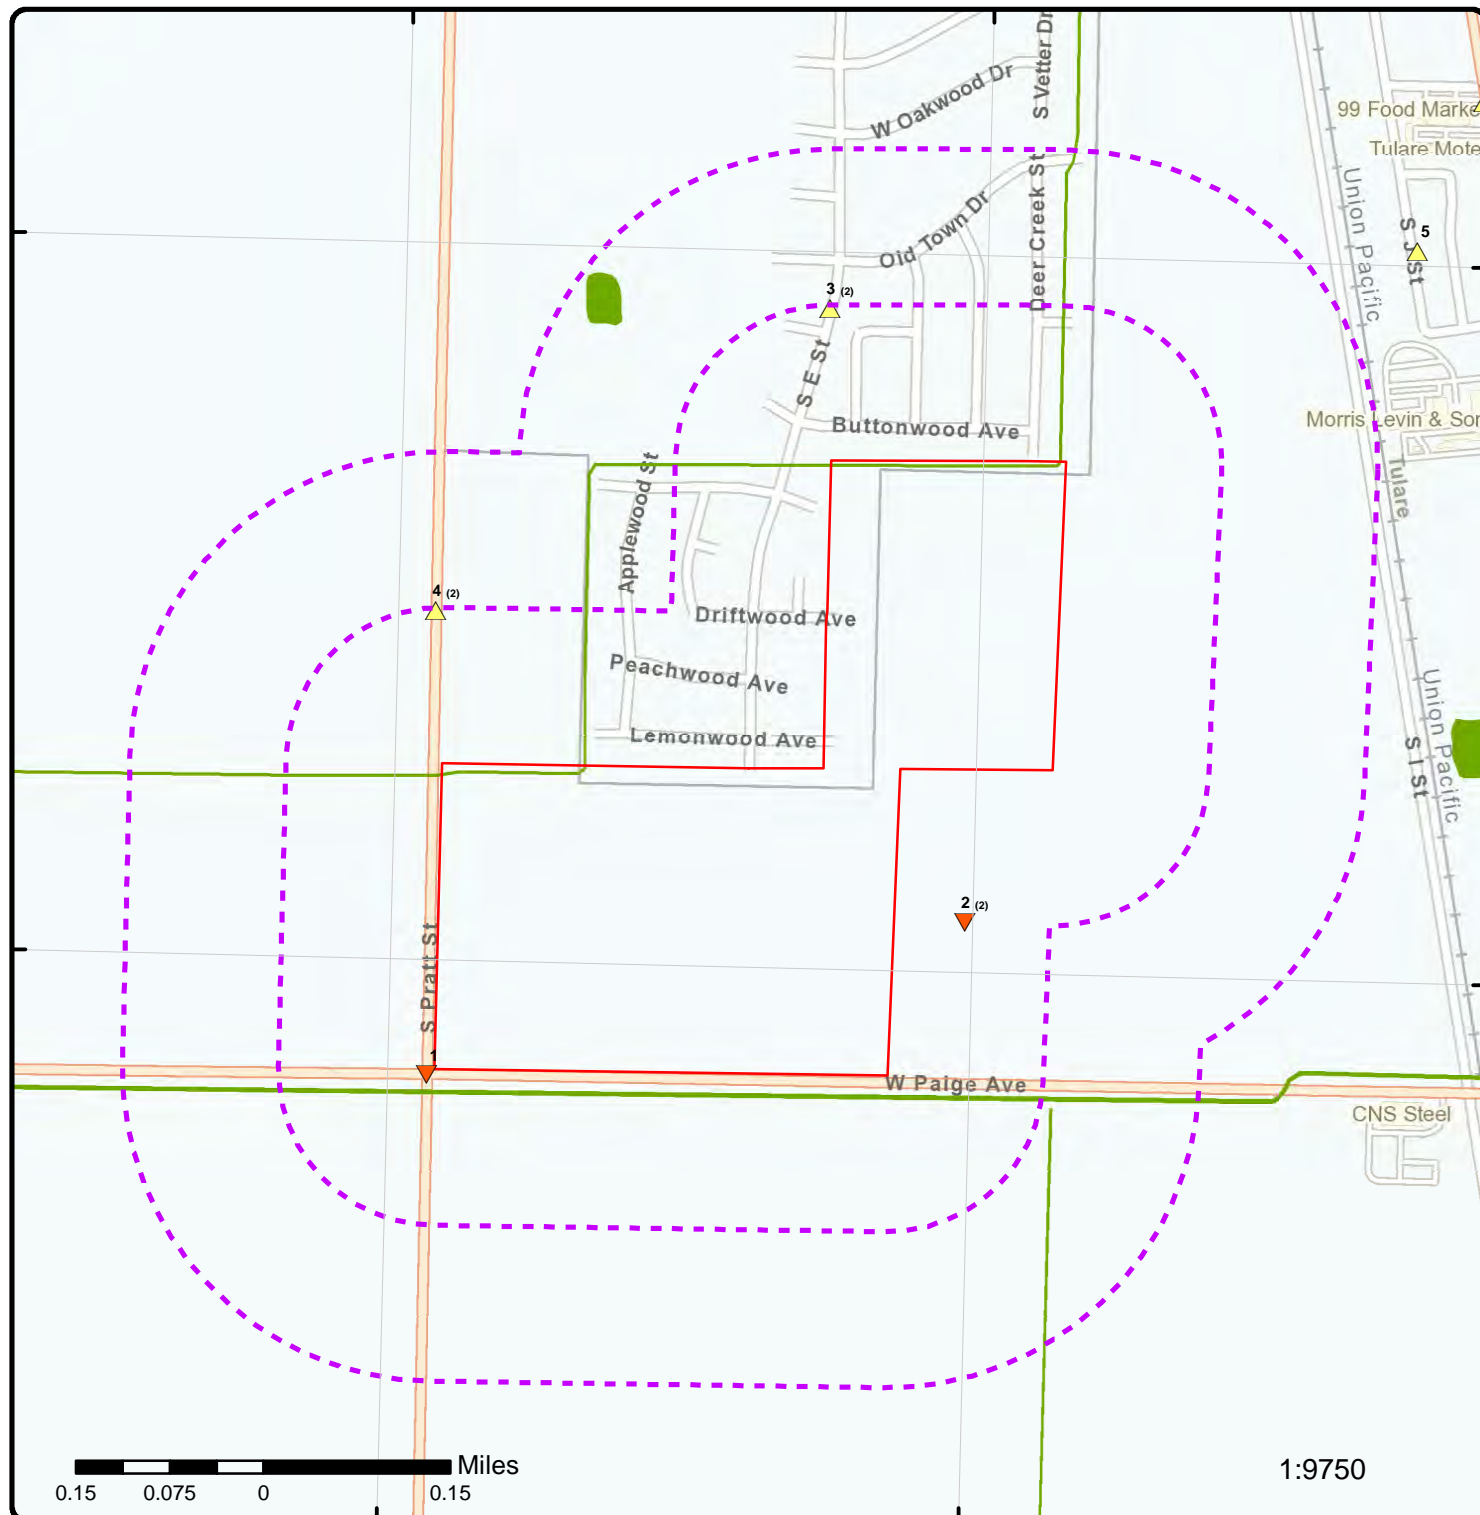 S Vetter Dr
W Oakwood Dr
99 Food Marke
Tulare Mote
Union Pacific
Deer Creek St
Old Town Dr
S J St
5
3 (2)
S E St
Buttonwood Ave
Morris Levin & Son
Applewood St
Tulare
4 (2)
Driftwood Ave
Peachwood Ave
Lemonwood Ave
Union Pacific
S I St
2 (2)
S Pratt St
1
W Paige Ave
CNS Steel
Miles
0.15 0.075 0 0.15
1:9750